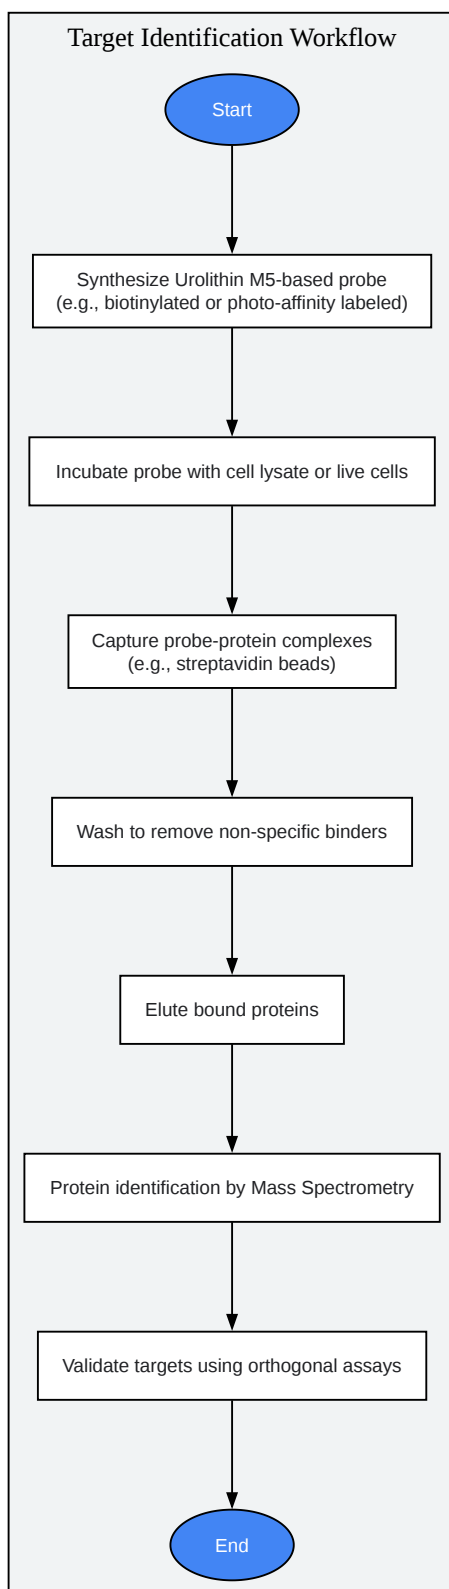 Target Identification Workflow
Start
Synthesize Urolithin M5-based probe
(e.g., biotinylated or photo-affinity labeled)
Incubate probe with cell lysate or live cells
Capture probe-protein complexes
(e.g., streptavidin beads)
Wash to remove non-specific binders
Elute bound proteins
Protein identification by Mass Spectrometry
Validate targets using orthogonal assays
End